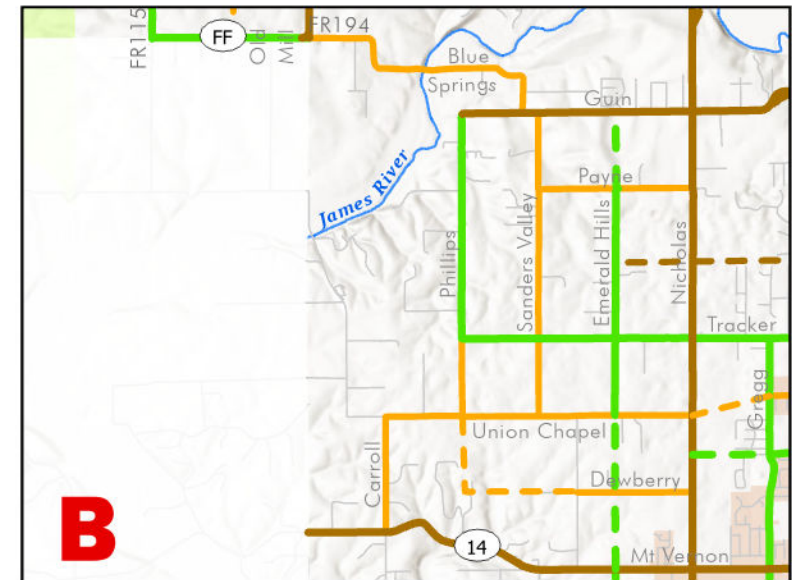 FR115
FF
Old
Mill
FR194
Blue
Springs
Guin
James River
Payne
Phillips
Sanders Valley
Emerald Hills
Nicholas
Tracker
Gregg
Union Chapel
Carroll
Dewberry
B
14
Mt Vernon